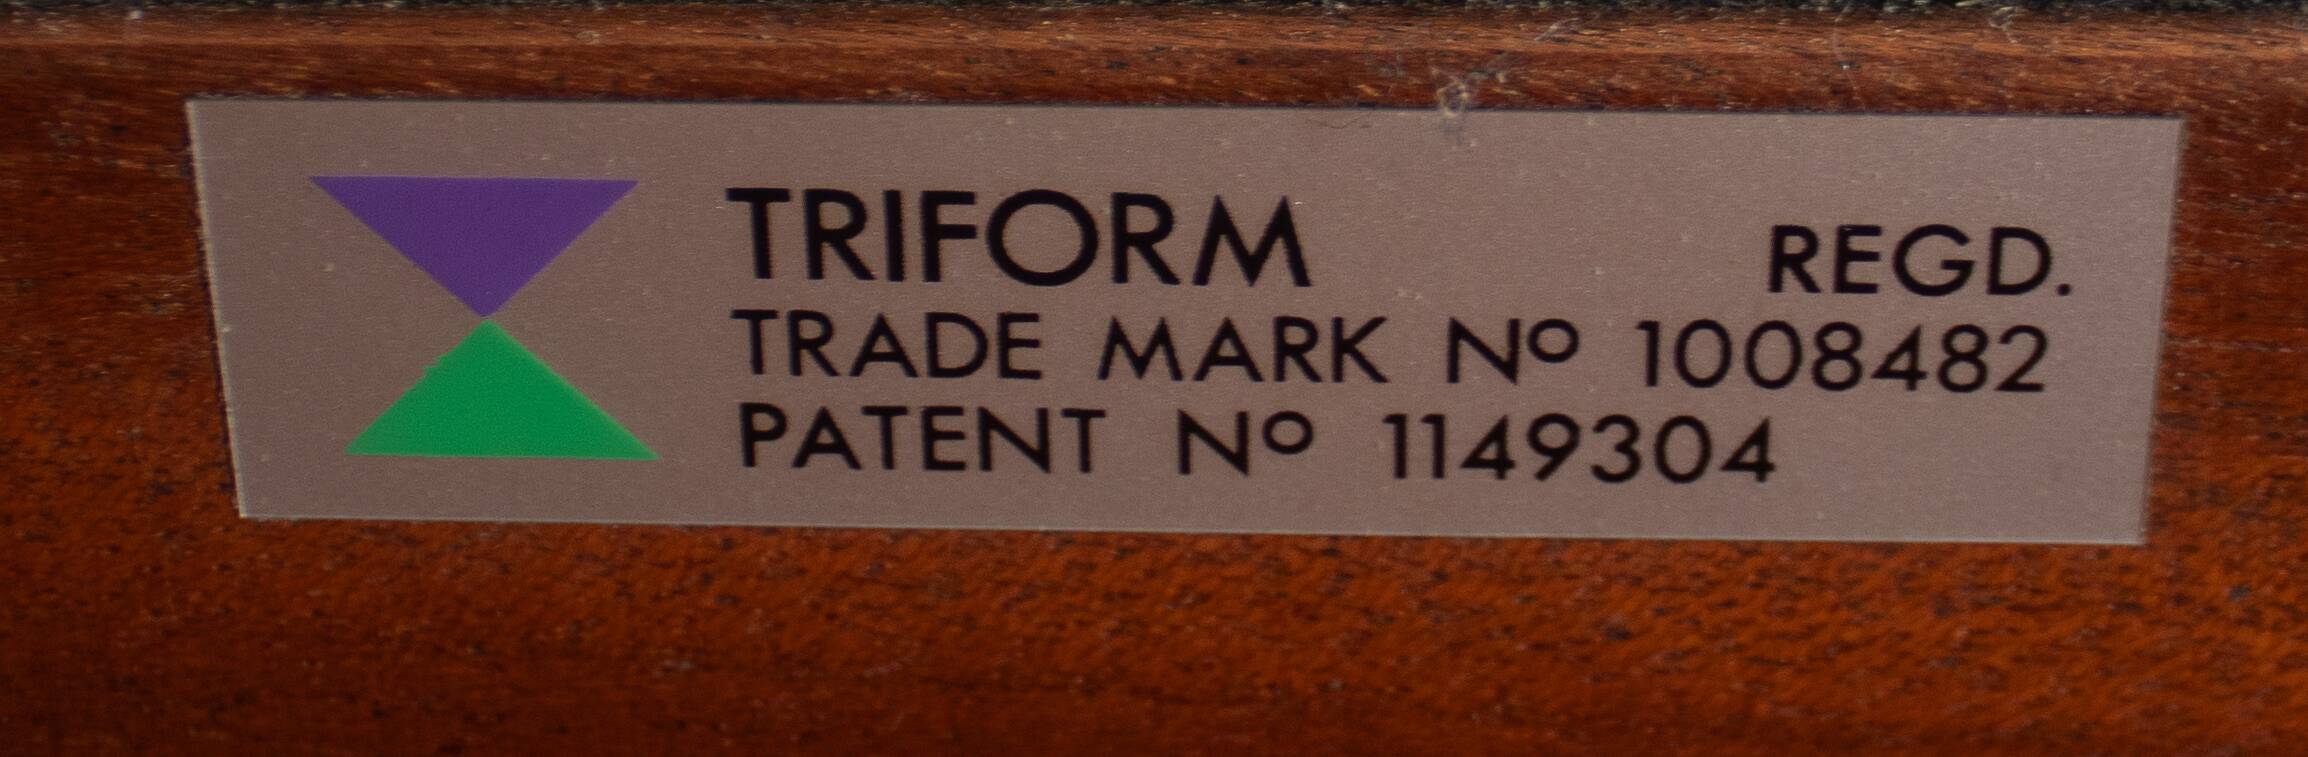 TRIFORM REGD.
TRADE MARK Nº 1008482
PATENT Nº 1149304